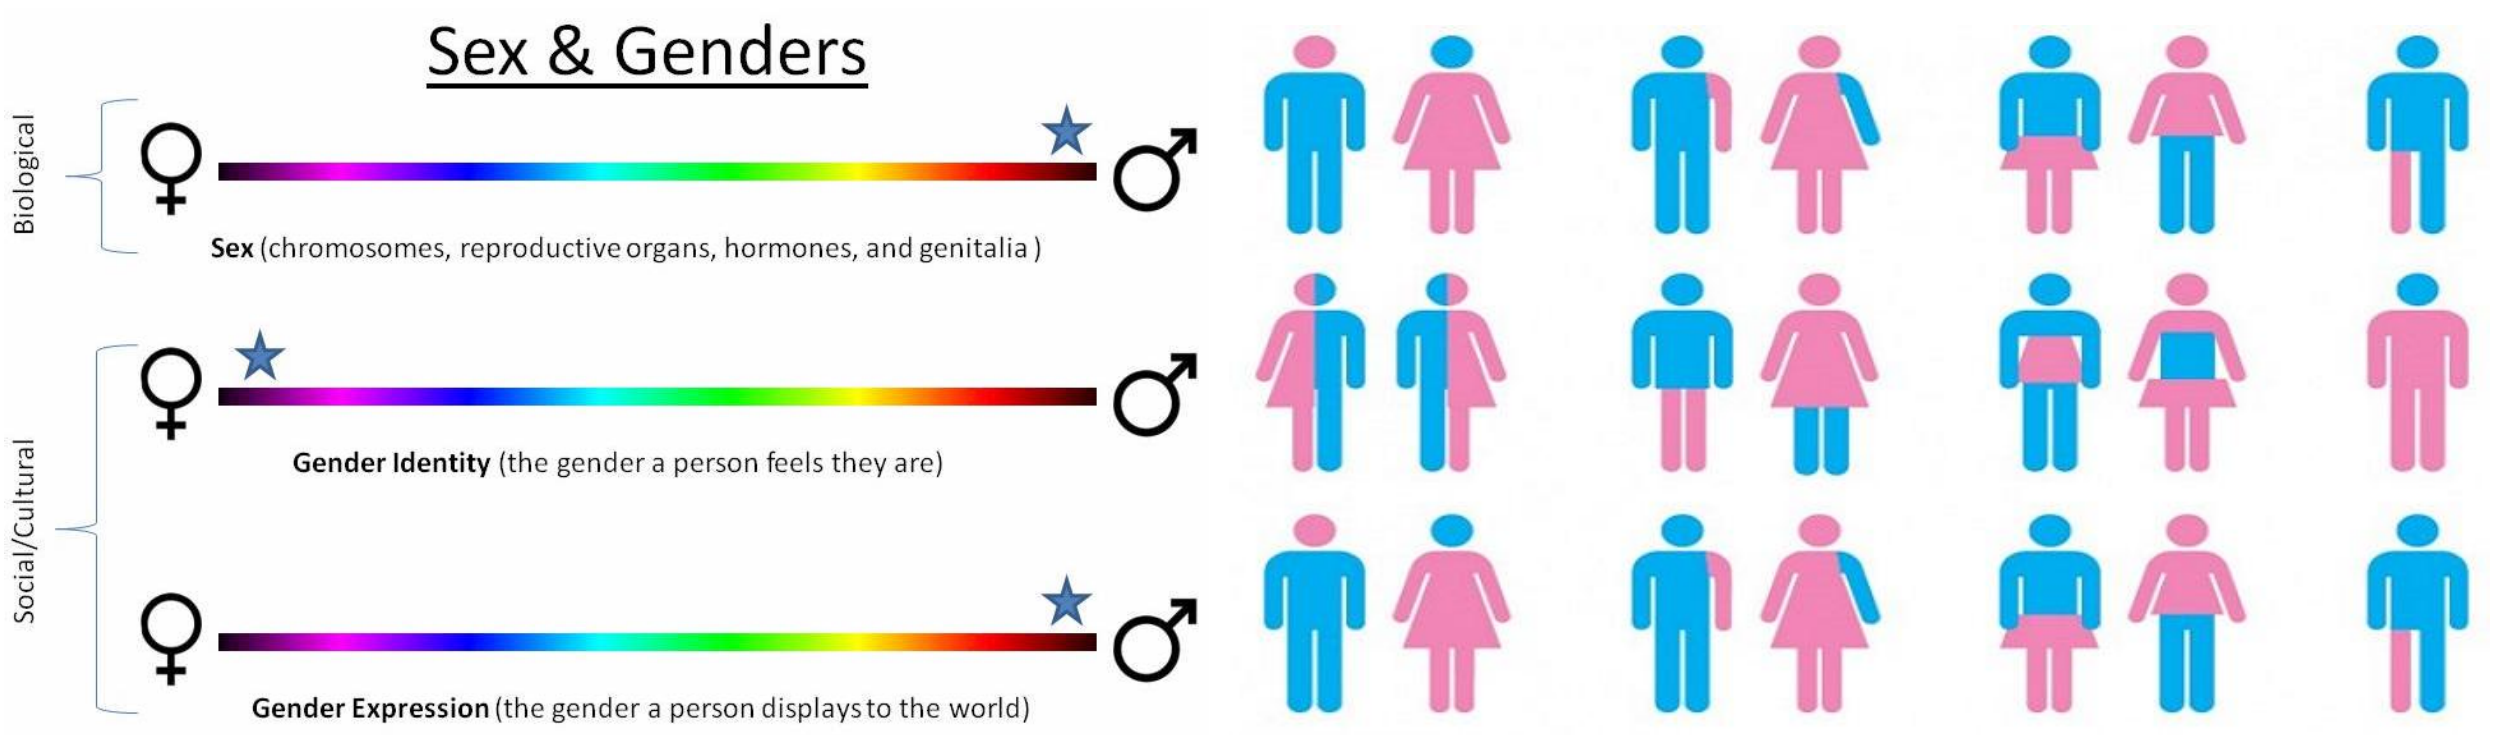 Sex & Genders
Biological
Sex (chromosomes, reproductive organs, hormones, and genitalia )
Social/Cultural
Gender Identity (the gender a person feels they are)
Gender Expression (the gender a person displays to the world)